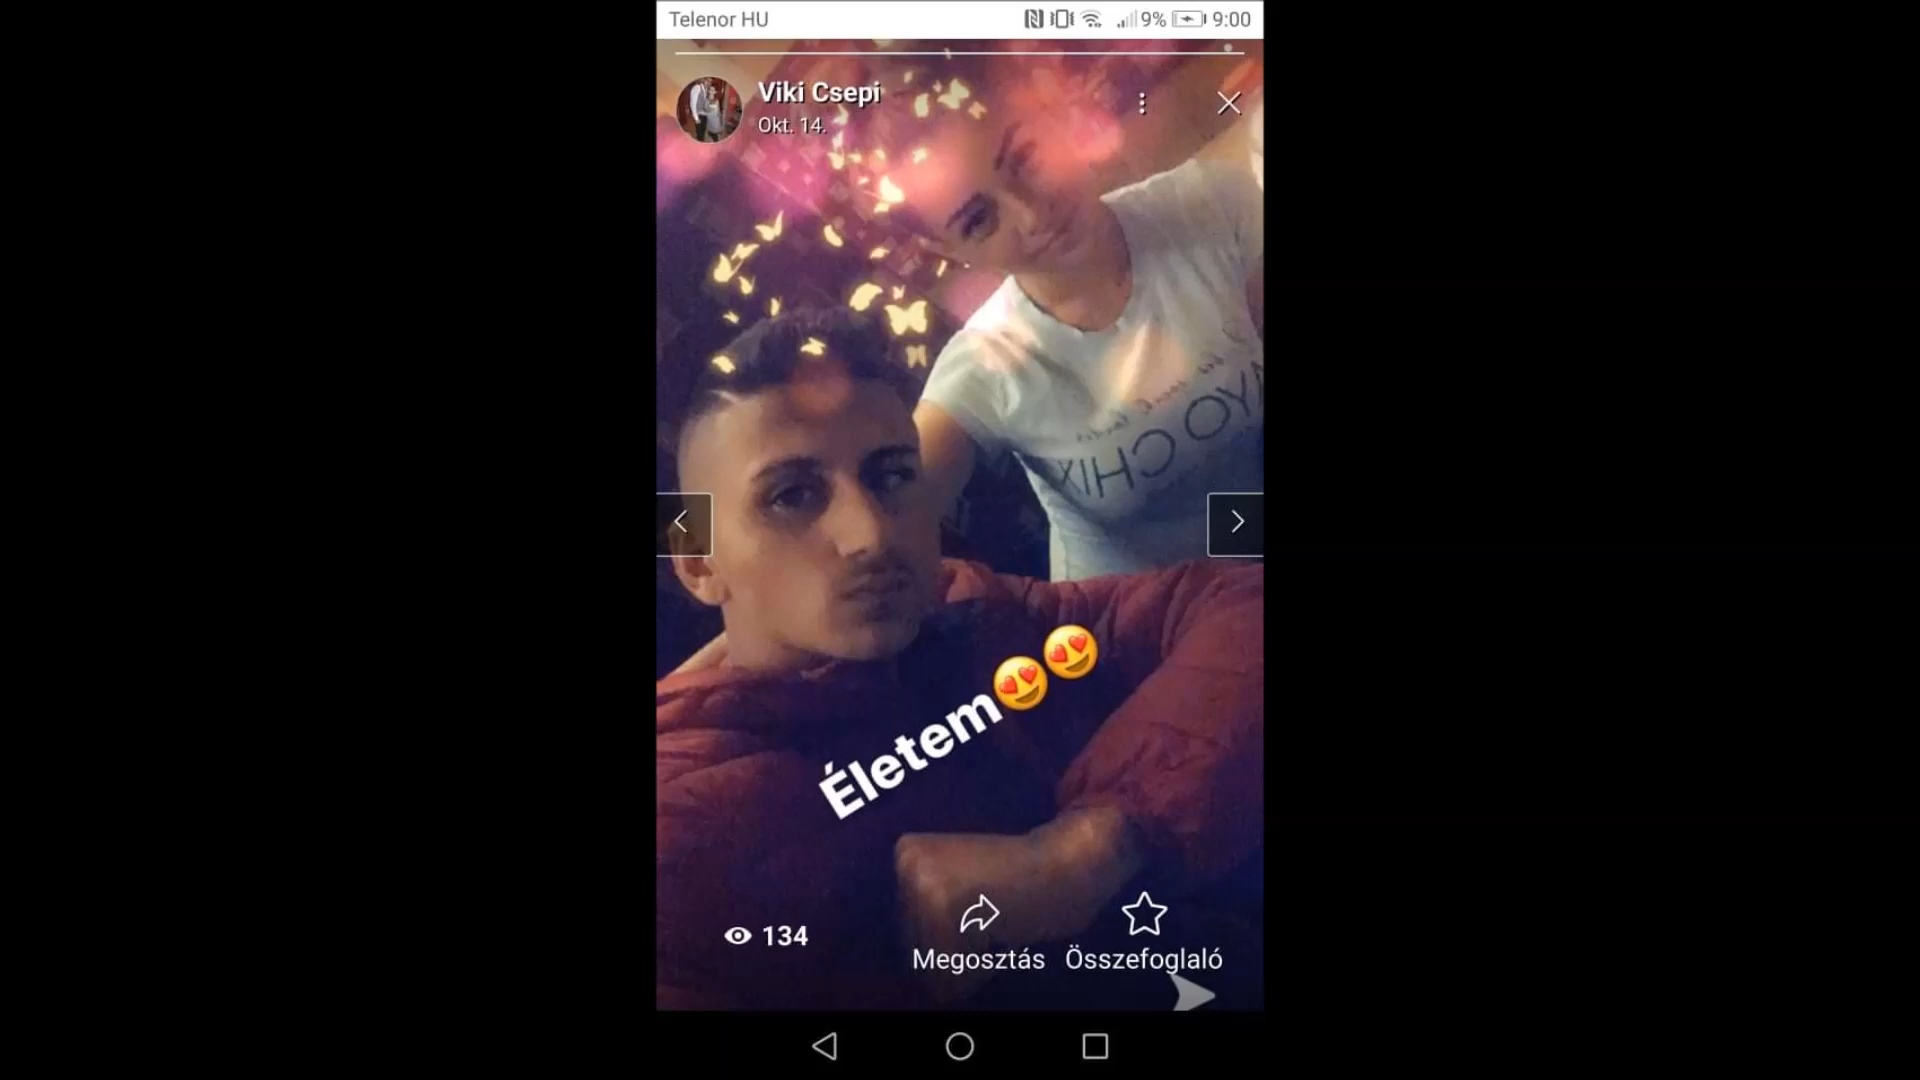 Telenor HU 9% 9:00
Viki Csepi
Okt. 14.
Életem😍😍
134
Megosztás Összefoglaló